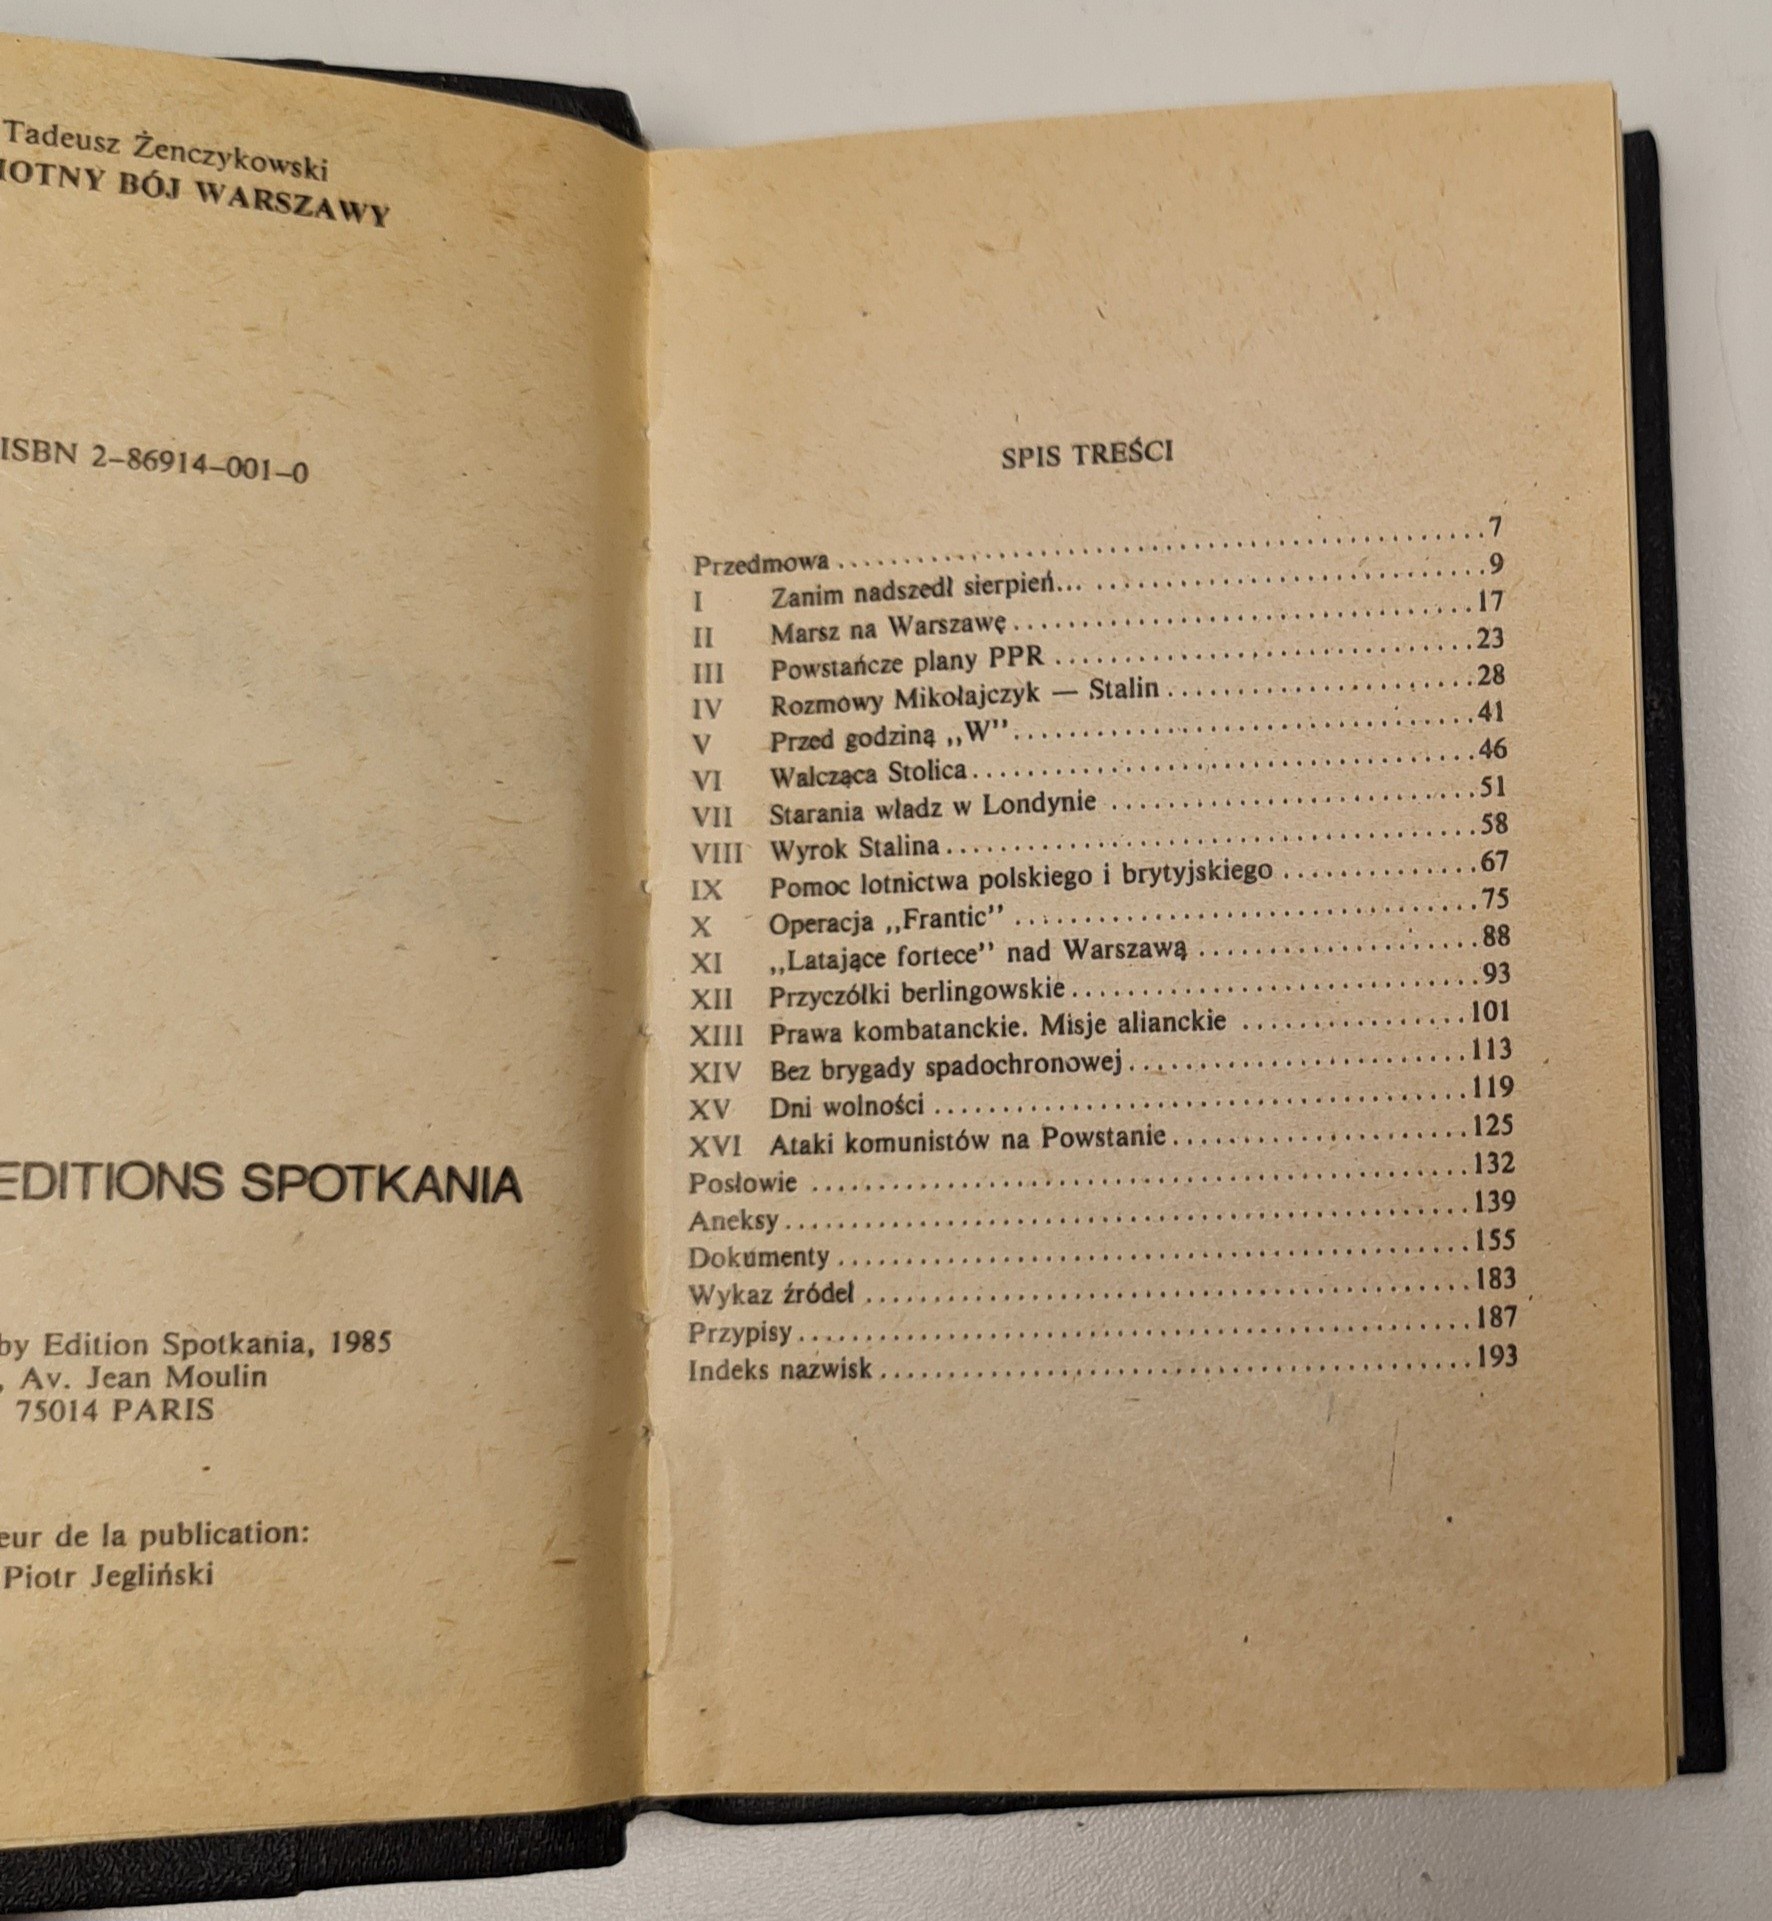 Tadeusz Żenczykowski
BÓJ WARSZAWY
ISBN 2–86914–001–0
EDITIONS SPOTKANIA
by Edition Spotkania, 1985
, Av. Jean Moulin
75014 PARIS
de la publication:
Piotr Jegliński
SPIS TREŚCI
Przedmowa 7
I Zanim nadszedł sierpień... 9
II Marsz na Warszawę 17
III Powstańcze plany PPR 23
IV Rozmowy Mikołajczyk — Stalin 28
V Przed godziną „W” 41
VI Walcząca Stolica 46
VII Starania władz w Londynie 51
VIII Wyrok Stalina 58
IX Pomoc lotnictwa polskiego i brytyjskiego 67
X Operacja „Frantic” 75
XI „Latające fortece” nad Warszawą 88
XII Przyczółki berlingowskie 93
XIII Prawa kombatanckie. Misje alianckie 101
XIV Bez brygady spadochronowej 113
XV Dni wolności 119
XVI Ataki komunistów na Powstanie 125
Posłowie 132
Aneksy 139
Dokumenty 155
Wykaz źródeł 183
Przypisy 187
Indeks nazwisk 193